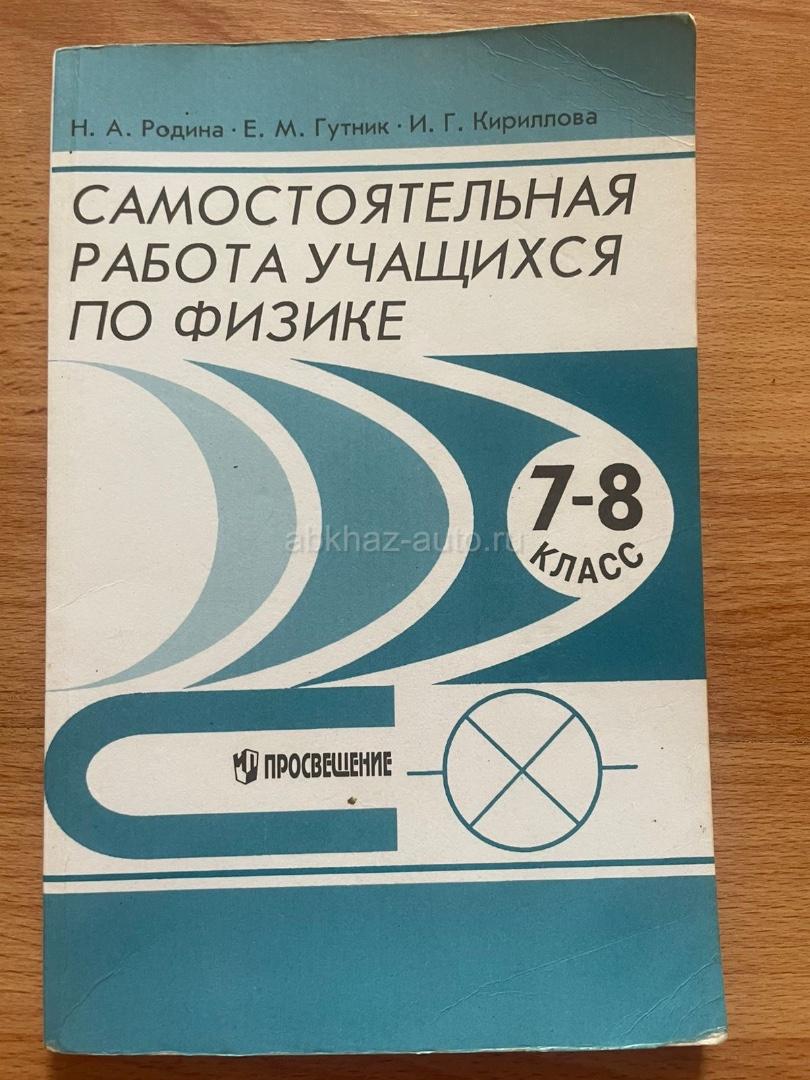 Н. А. Родина · Е. М. Гутник · И. Г. Кириллова
САМОСТОЯТЕЛЬНАЯ
РАБОТА УЧАЩИХСЯ
ПО ФИЗИКЕ
7-8
КЛАСС
abkhaz-auto.ru
ПРОСВЕЩЕНИЕ